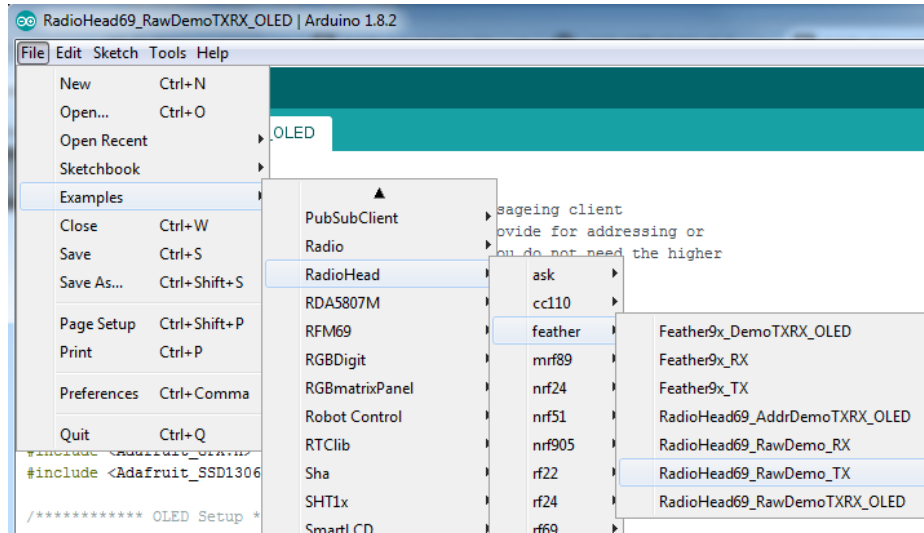 RadioHead69_RawDemoTXRX_OLED | Arduino 1.8.2
File Edit Sketch Tools Help
New Ctrl+N
Open... Ctrl+O
Open Recent
Sketchbook
Examples
Close Ctrl+W
Save Ctrl+S
Save As... Ctrl+Shift+S
Page Setup Ctrl+Shift+P
Print Ctrl+P
Preferences Ctrl+Comma
Quit Ctrl+Q
_OLED
sageing client
ovide for addressing or
ou do not need the higher
PubSubClient
Radio
RadioHead
RDA5807M
RFM69
RGBDigit
RGBmatrixPanel
Robot Control
RTClib
Sha
SHT1x
SmartLCD
ask
cc110
feather
mrf89
nrf24
nrf51
nrf905
rf22
rf24
rf69
Feather9x_DemoTXRX_OLED
Feather9x_RX
Feather9x_TX
RadioHead69_AddrDemoTXRX_OLED
RadioHead69_RawDemo_RX
RadioHead69_RawDemo_TX
RadioHead69_RawDemoTXRX_OLED
#include <Adafruit_GFX.h>
#include <Adafruit_SSD1306
/************ OLED Setup *